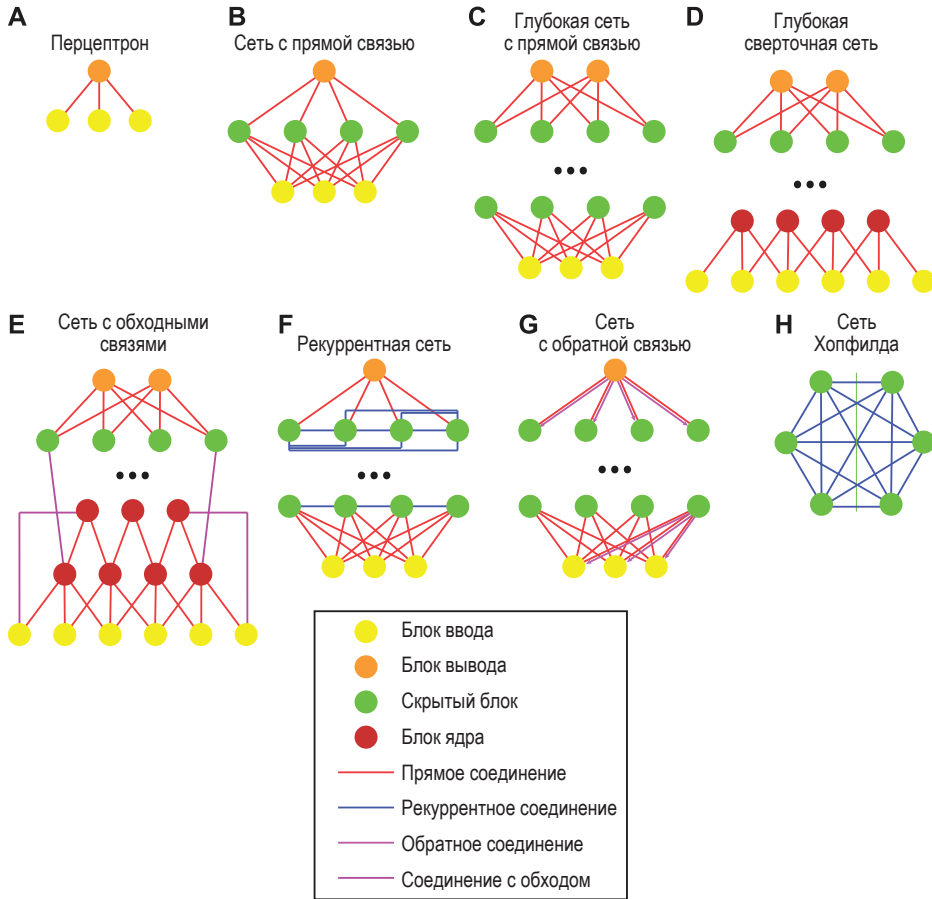 A
Перцептрон
B
Сеть с прямой связью
C
Глубокая сеть
с прямой связью
D
Глубокая
сверточная сеть
E
Сеть с обходными
связями
F
Рекуррентная сеть
G
Сеть
с обратной связью
H
Сеть
Хопфилда
Блок ввода
Блок вывода
Скрытый блок
Блок ядра
Прямое соединение
Рекуррентное соединение
Обратное соединение
Соединение с обходом